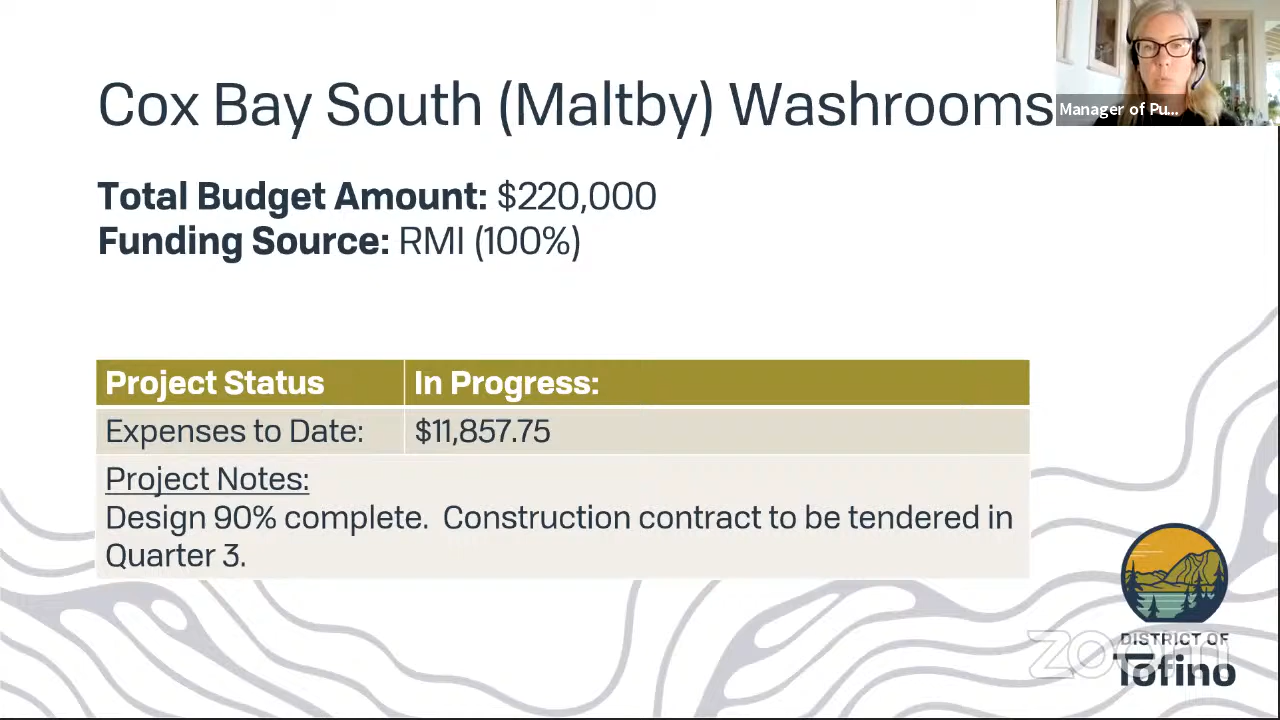 Cox Bay South (Maltby) Washrooms
Manager of Pu...
Total Budget Amount: $220,000
Funding Source: RMI (100%)
Project Status In Progress:
Expenses to Date: $11,857.75
Project Notes:
Design 90% complete. Construction contract to be tendered in
Quarter 3.
DISTRICT OF
Tofino
zoom